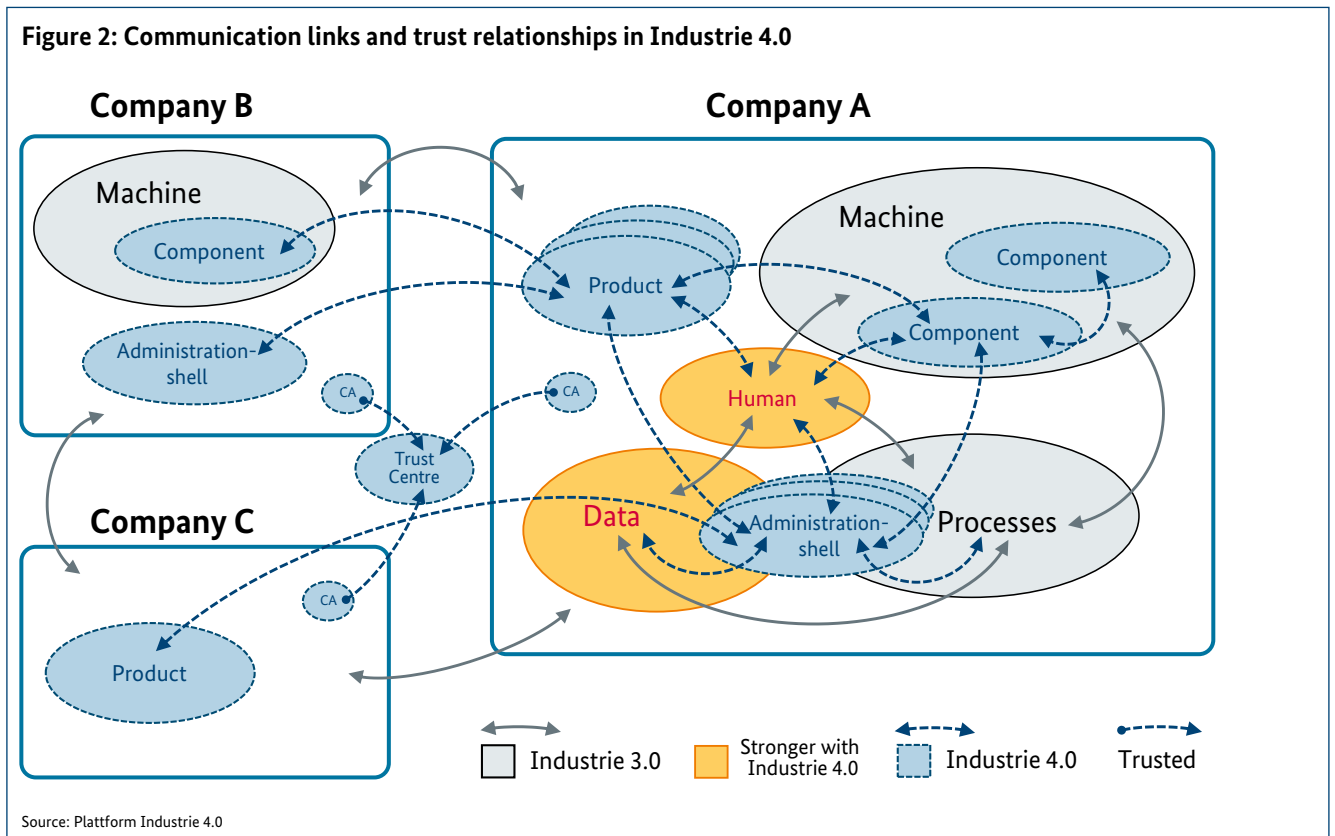 Figure 2: Communication links and trust relationships in Industrie 4.0
Company B
Company A
Machine
Component
Administration-
shell
CA
Product
Machine
Component
Component
Human
CA
Trust
Centre
Data
Administration-
shell
Processes
Company C
CA
Product
Industrie 3.0
Stronger with
Industrie 4.0
Industrie 4.0
Trusted
Source: Plattform Industrie 4.0